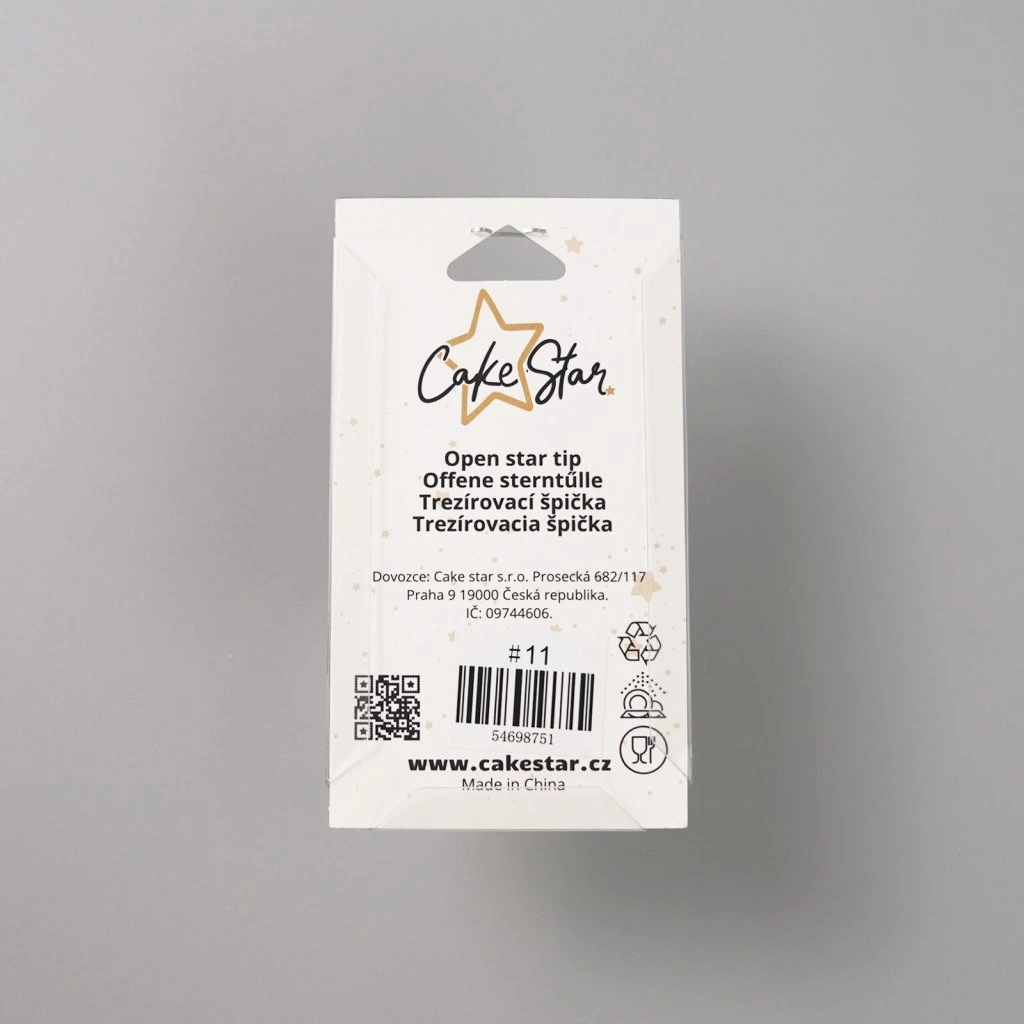 Cake Star
Open star tip
Offene sterntűlle
Trezírovací špička
Trezírovacia špička
Dovozce: Cake star s.r.o. Prosecká 682/117
Praha 9 19000 Česká republika.
IČ: 09744606.
#11
54698751
www.cakestar.cz
Made in China